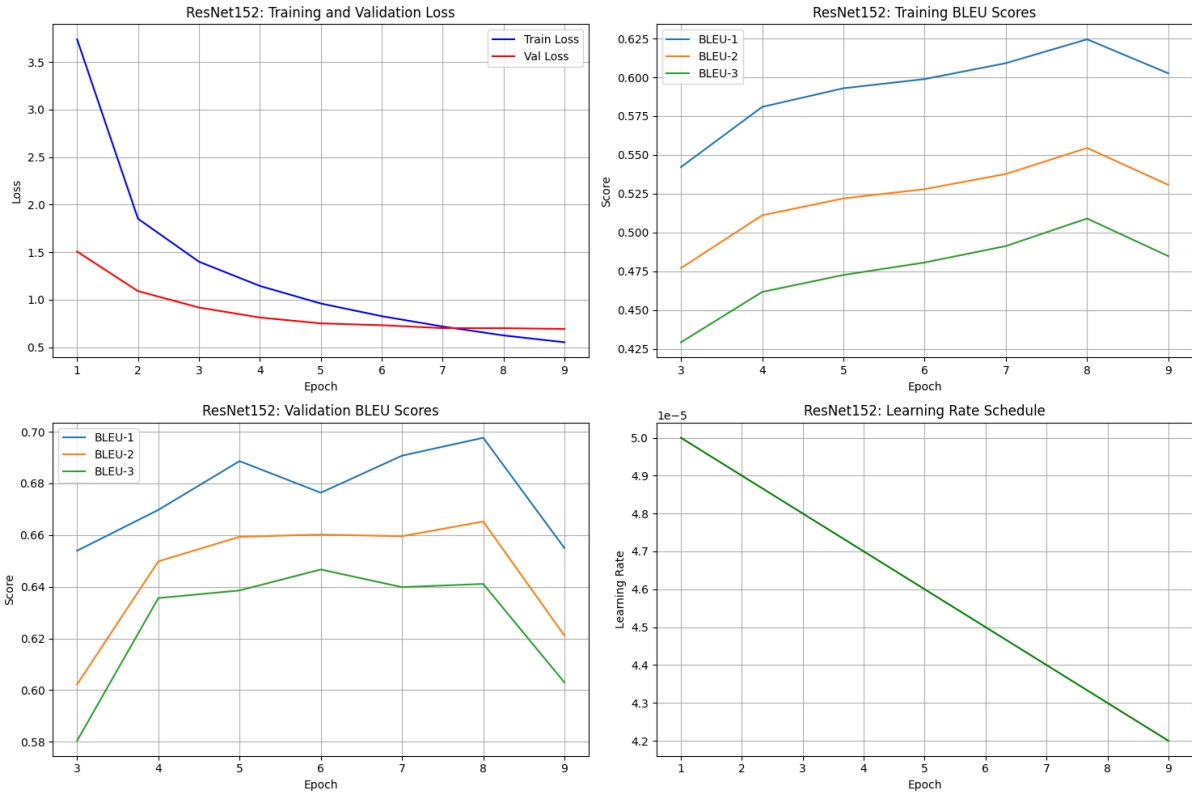 ResNet152: Training and Validation Loss
Train Loss
Val Loss
3.5
3.0
2.5
2.0
1.5
1.0
0.5
Loss
1 2 3 4 5 6 7 8 9
Epoch
ResNet152: Training BLEU Scores
BLEU-1
BLEU-2
BLEU-3
0.625
0.600
0.575
0.550
0.525
0.500
0.475
0.450
0.425
Score
3 4 5 6 7 8 9
Epoch
ResNet152: Validation BLEU Scores
BLEU-1
BLEU-2
BLEU-3
0.70
0.68
0.66
0.64
0.62
0.60
0.58
Score
3 4 5 6 7 8 9
Epoch
ResNet152: Learning Rate Schedule
1e−5
5.0
4.9
4.8
4.7
4.6
4.5
4.4
4.3
4.2
Learning Rate
1 2 3 4 5 6 7 8 9
Epoch